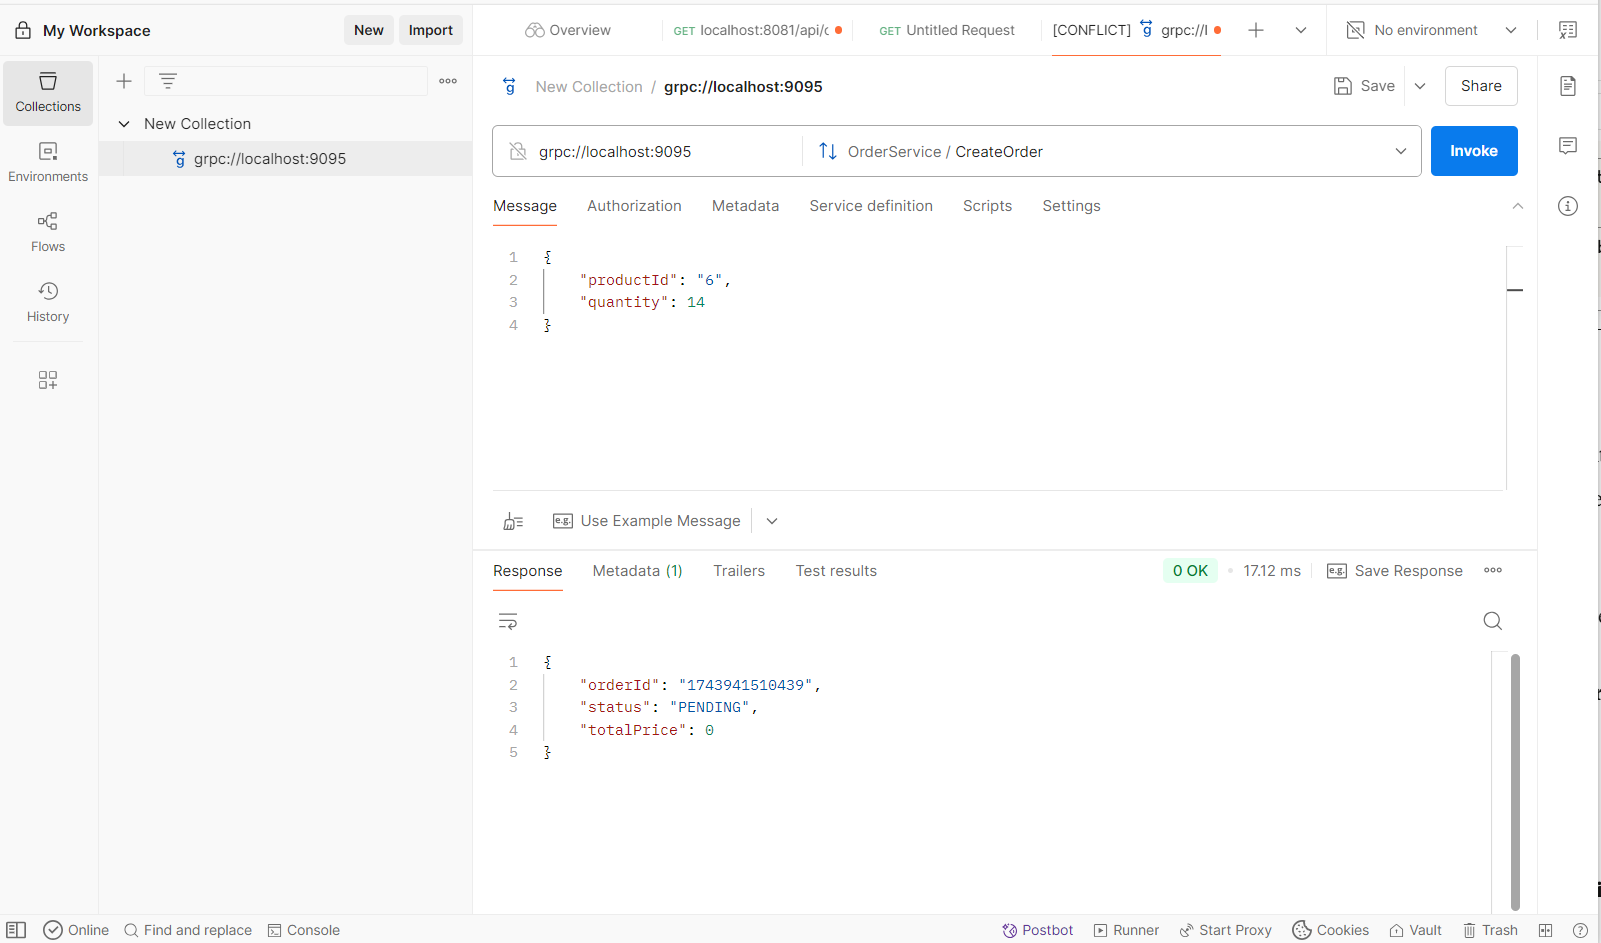 My Workspace
New
Import
Overview
GET localhost:8081/api/c
GET Untitled Request
[CONFLICT] g grpc://l
No environment
Collections
Environments
Flows
History
New Collection
g grpc://localhost:9095
g New Collection / grpc://localhost:9095
Save
Share
grpc://localhost:9095
OrderService / CreateOrder
Invoke
Message
Authorization
Metadata
Service definition
Scripts
Settings
1 {
2 "productId": "6",
3 "quantity": 14
4 }
e.g. Use Example Message
Response
Metadata (1)
Trailers
Test results
0 OK
17.12 ms
e.g. Save Response
1 {
2 "orderId": "1743941510439",
3 "status": "PENDING",
4 "totalPrice": 0
5 }
Online
Find and replace
Console
Postbot
Runner
Start Proxy
Cookies
Vault
Trash